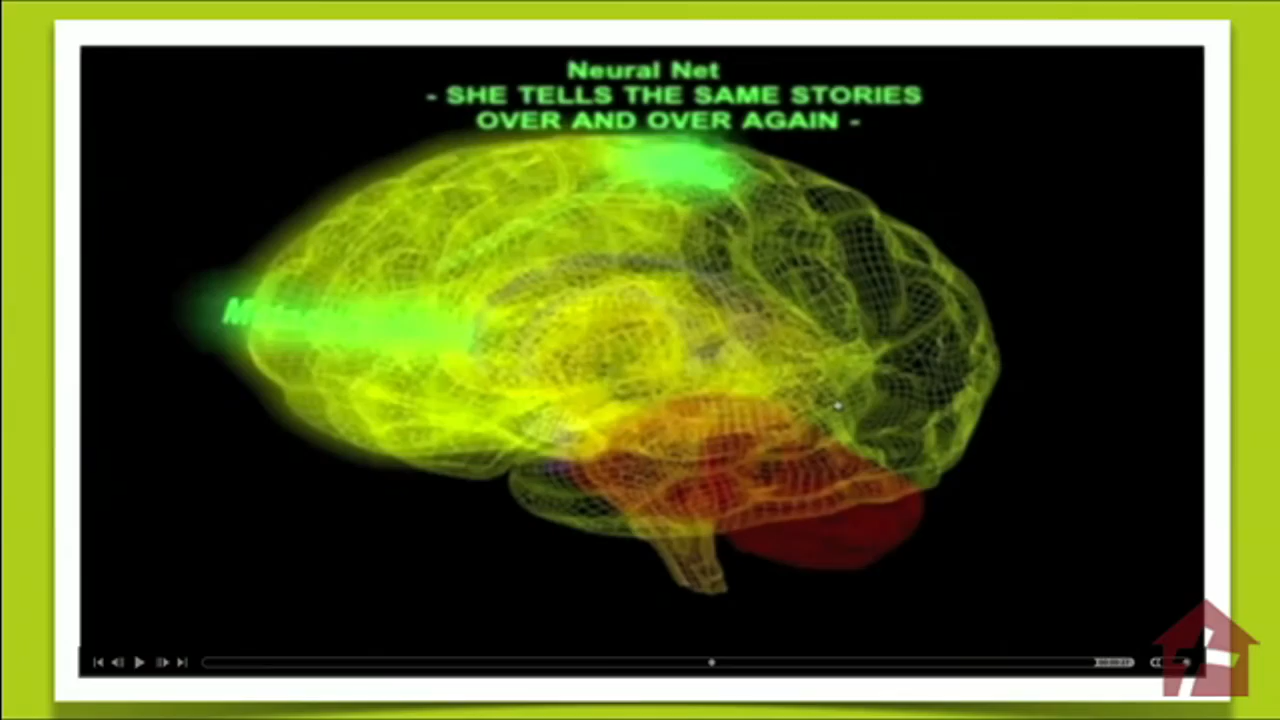 Neural Net
- SHE TELLS THE SAME STORIES
OVER AND OVER AGAIN -